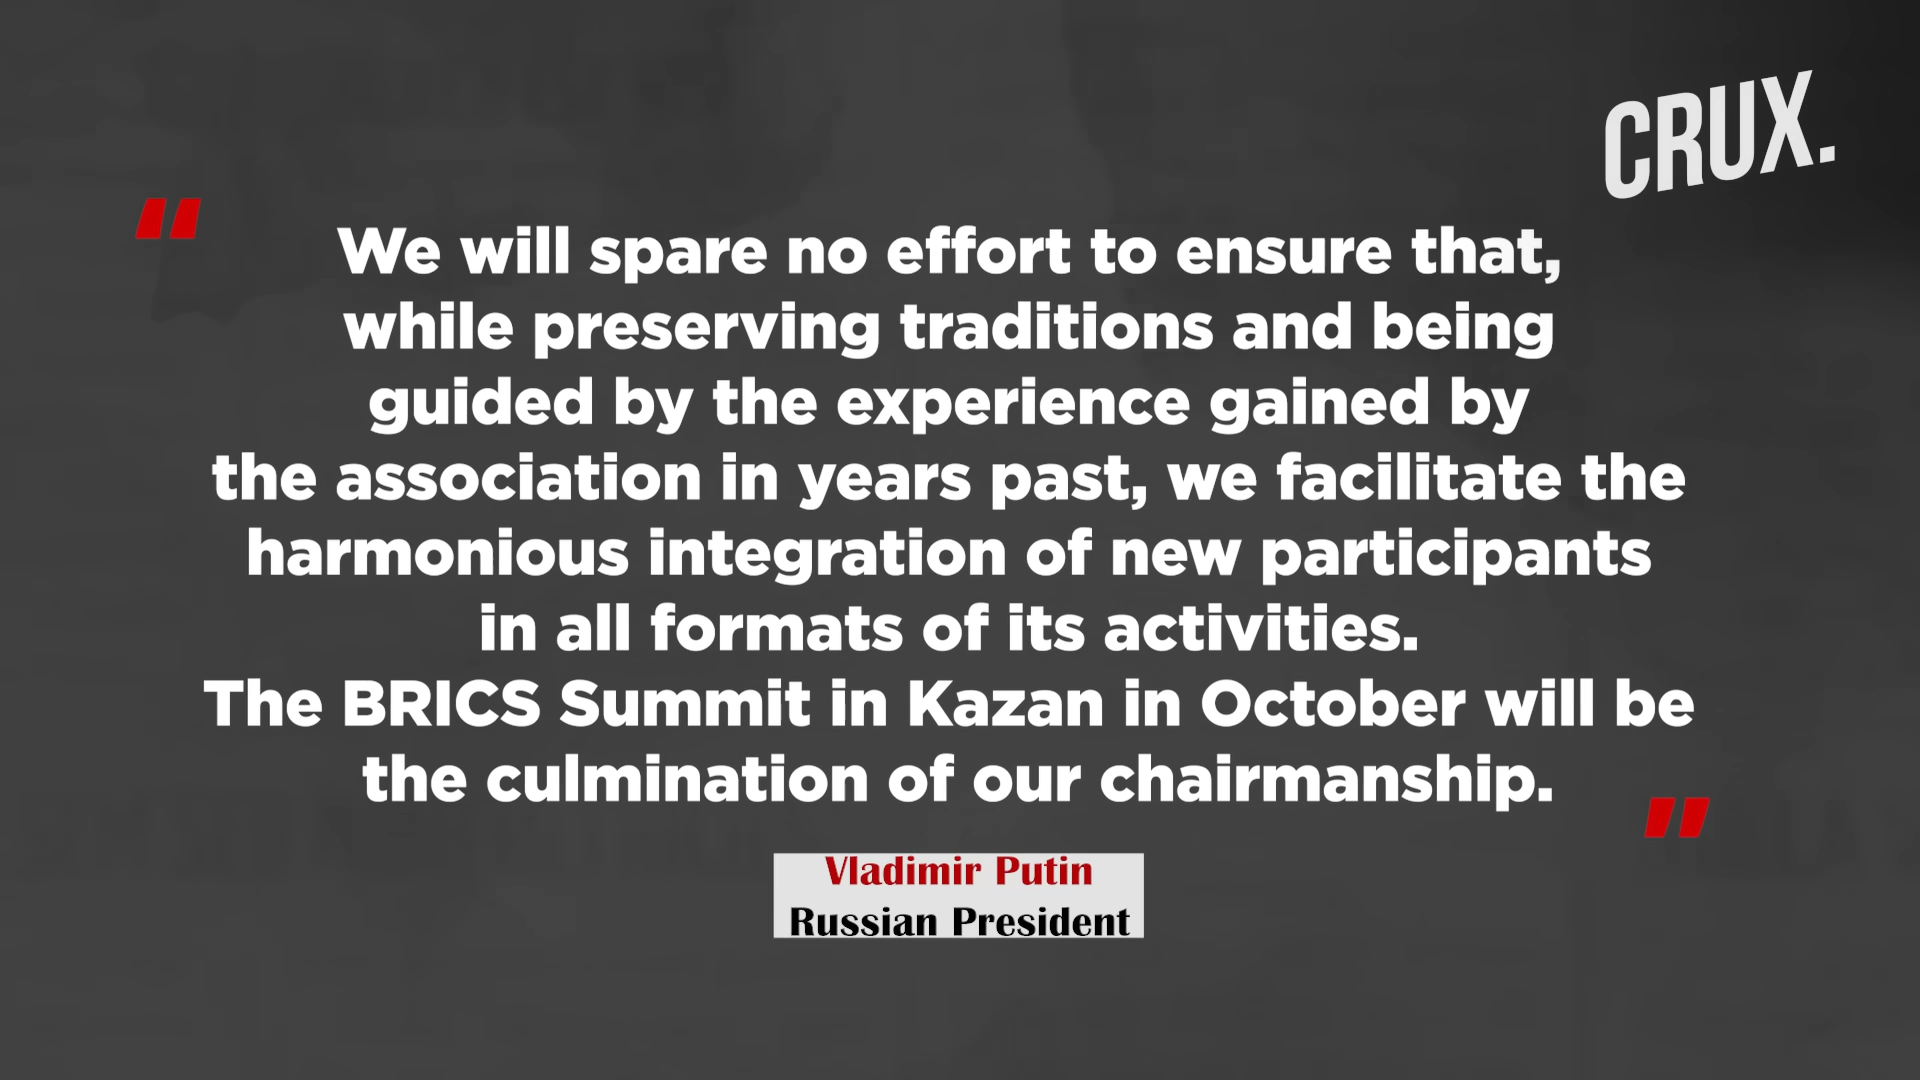 CRUX.
“
We will spare no effort to ensure that,
while preserving traditions and being
guided by the experience gained by
the association in years past, we facilitate the
harmonious integration of new participants
in all formats of its activities.
The BRICS Summit in Kazan in October will be
the culmination of our chairmanship.
”
Vladimir Putin
Russian President